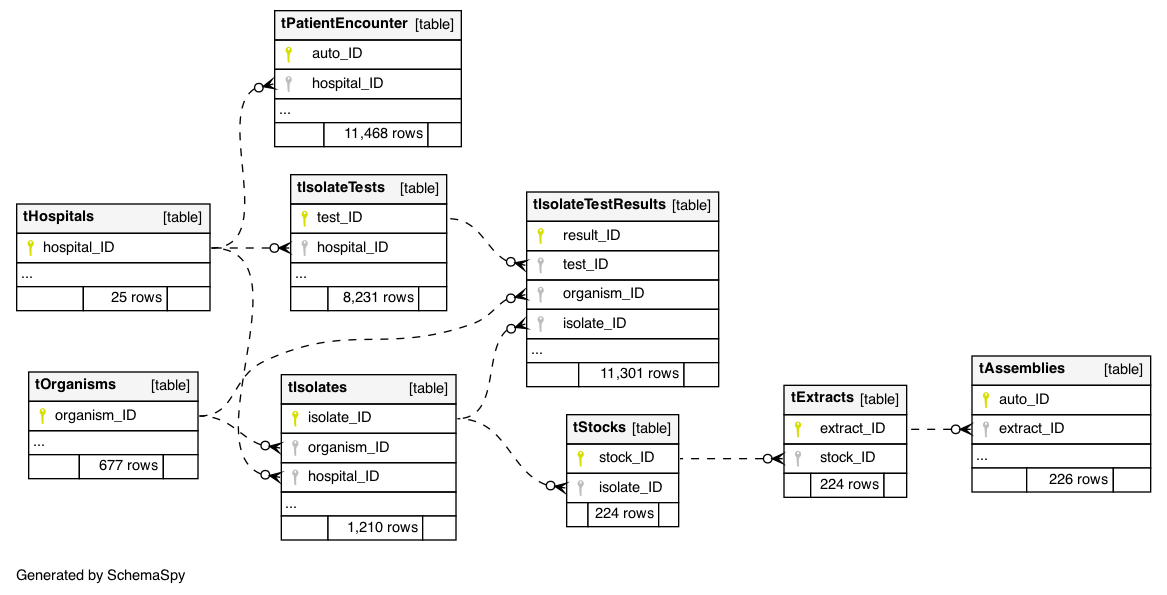 tPatientEncounter [table]
auto_ID
hospital_ID
...
11,468 rows
tIsolateTests [table]
test_ID
hospital_ID
...
8,231 rows
tHospitals [table]
hospital_ID
...
25 rows
tIsolateTestResults [table]
result_ID
test_ID
organism_ID
isolate_ID
...
11,301 rows
tOrganisms [table]
organism_ID
...
677 rows
tIsolates [table]
isolate_ID
organism_ID
hospital_ID
...
1,210 rows
tStocks [table]
stock_ID
isolate_ID
224 rows
tExtracts [table]
extract_ID
stock_ID
224 rows
tAssemblies [table]
auto_ID
extract_ID
...
226 rows
Generated by SchemaSpy